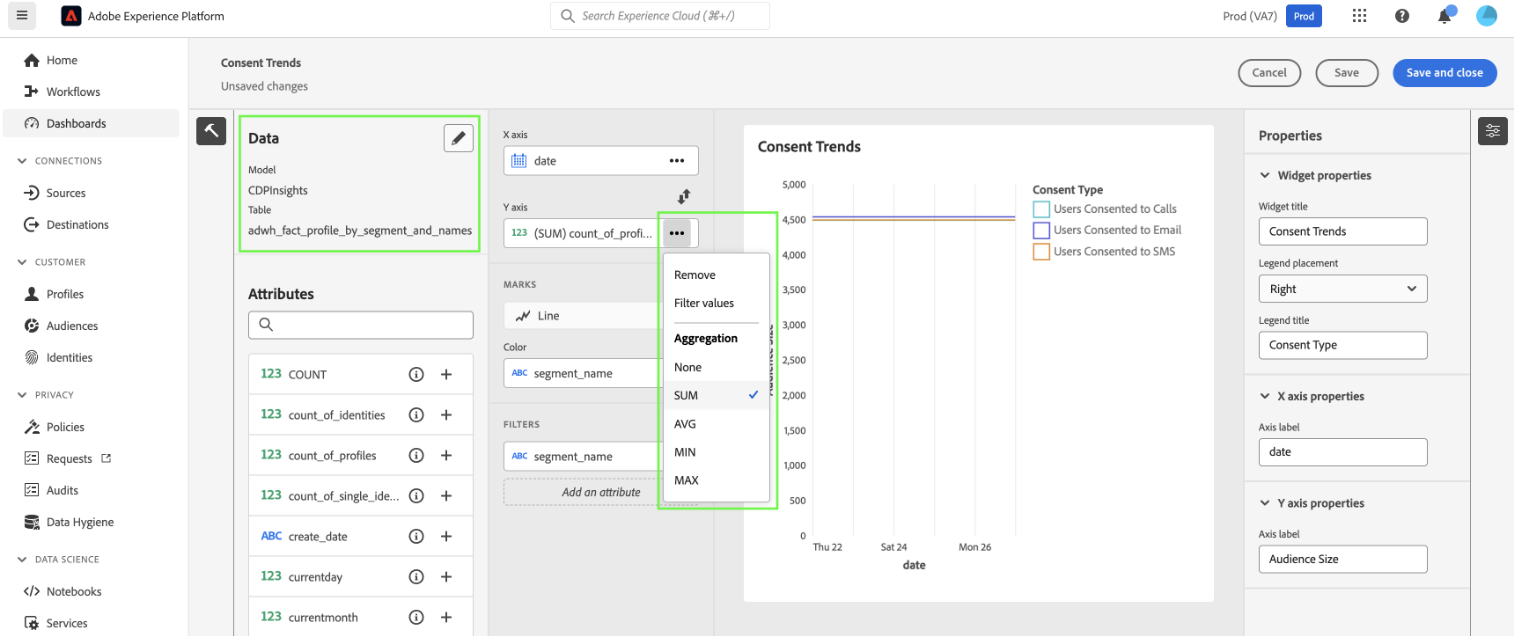 Adobe Experience Platform
Search Experience Cloud (⌘+/)
Prod (VA7)
Prod
Home
Workflows
Dashboards
CONNECTIONS
Sources
Destinations
CUSTOMER
Profiles
Audiences
Identities
PRIVACY
Policies
Requests
Audits
Data Hygiene
DATA SCIENCE
Notebooks
Services
Consent Trends
Unsaved changes
Cancel
Save
Save and close
Data
Model
CDPInsights
Table
adwh_fact_profile_by_segment_and_names
Attributes
123 COUNT
123 count_of_identities
123 count_of_profiles
123 count_of_single_ide...
ABC create_date
123 currentday
123 currentmonth
X axis
date
Y axis
123 (SUM) count_of_profi...
MARKS
Line
Color
ABC segment_name
FILTERS
ABC segment_name
Add an attribute
Remove
Filter values
Aggregation
None
SUM
AVG
MIN
MAX
Consent Trends
5,000
4,500
4,000
3,500
3,000
2,500
2,000
1,500
1,000
500
0
Thu 22
Sat 24
Mon 26
date
Consent Type
Users Consented to Calls
Users Consented to Email
Users Consented to SMS
Properties
Widget properties
Widget title
Consent Trends
Legend placement
Right
Legend title
Consent Type
X axis properties
Axis label
date
Y axis properties
Axis label
Audience Size